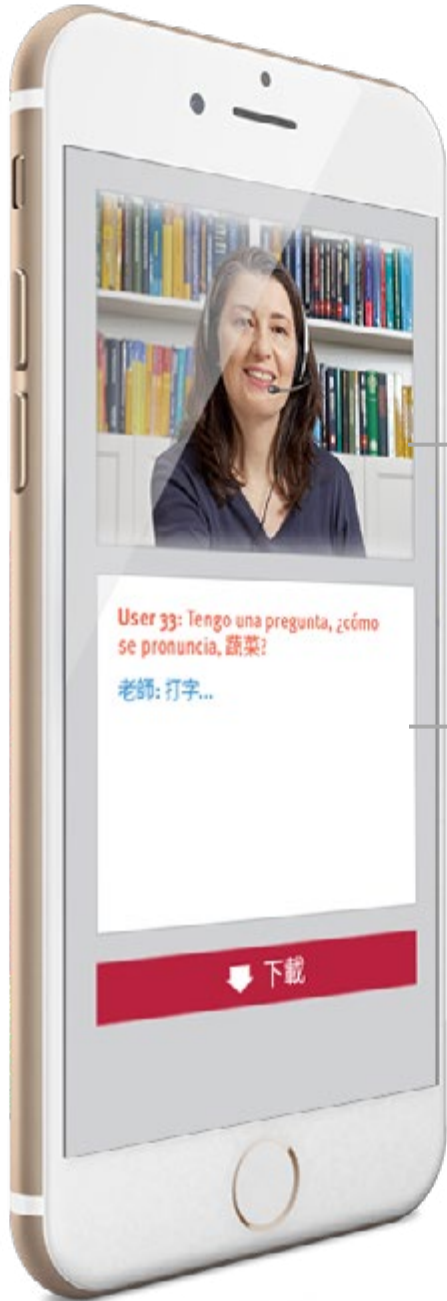 User 33: Tengo una pregunta, ¿cómo
se pronuncia, 蔬菜?
老師: 打字...
下載